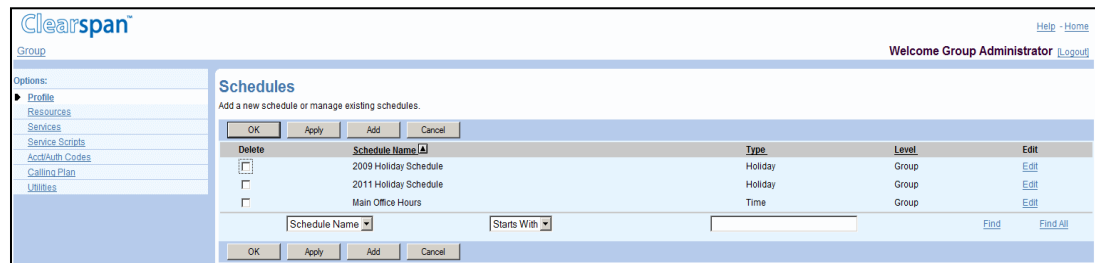 Clearspan™
Help - Home
Group
Welcome Group Administrator [Logout]
Options:
Profile
Resources
Services
Service Scripts
Acct/Auth Codes
Calling Plan
Utilities
Schedules
Add a new schedule or manage existing schedules.
OK Apply Add Cancel
Delete Schedule Name Type Level Edit
2009 Holiday Schedule Holiday Group Edit
2011 Holiday Schedule Holiday Group Edit
Main Office Hours Time Group Edit
Schedule Name Starts With Find Find All
OK Apply Add Cancel